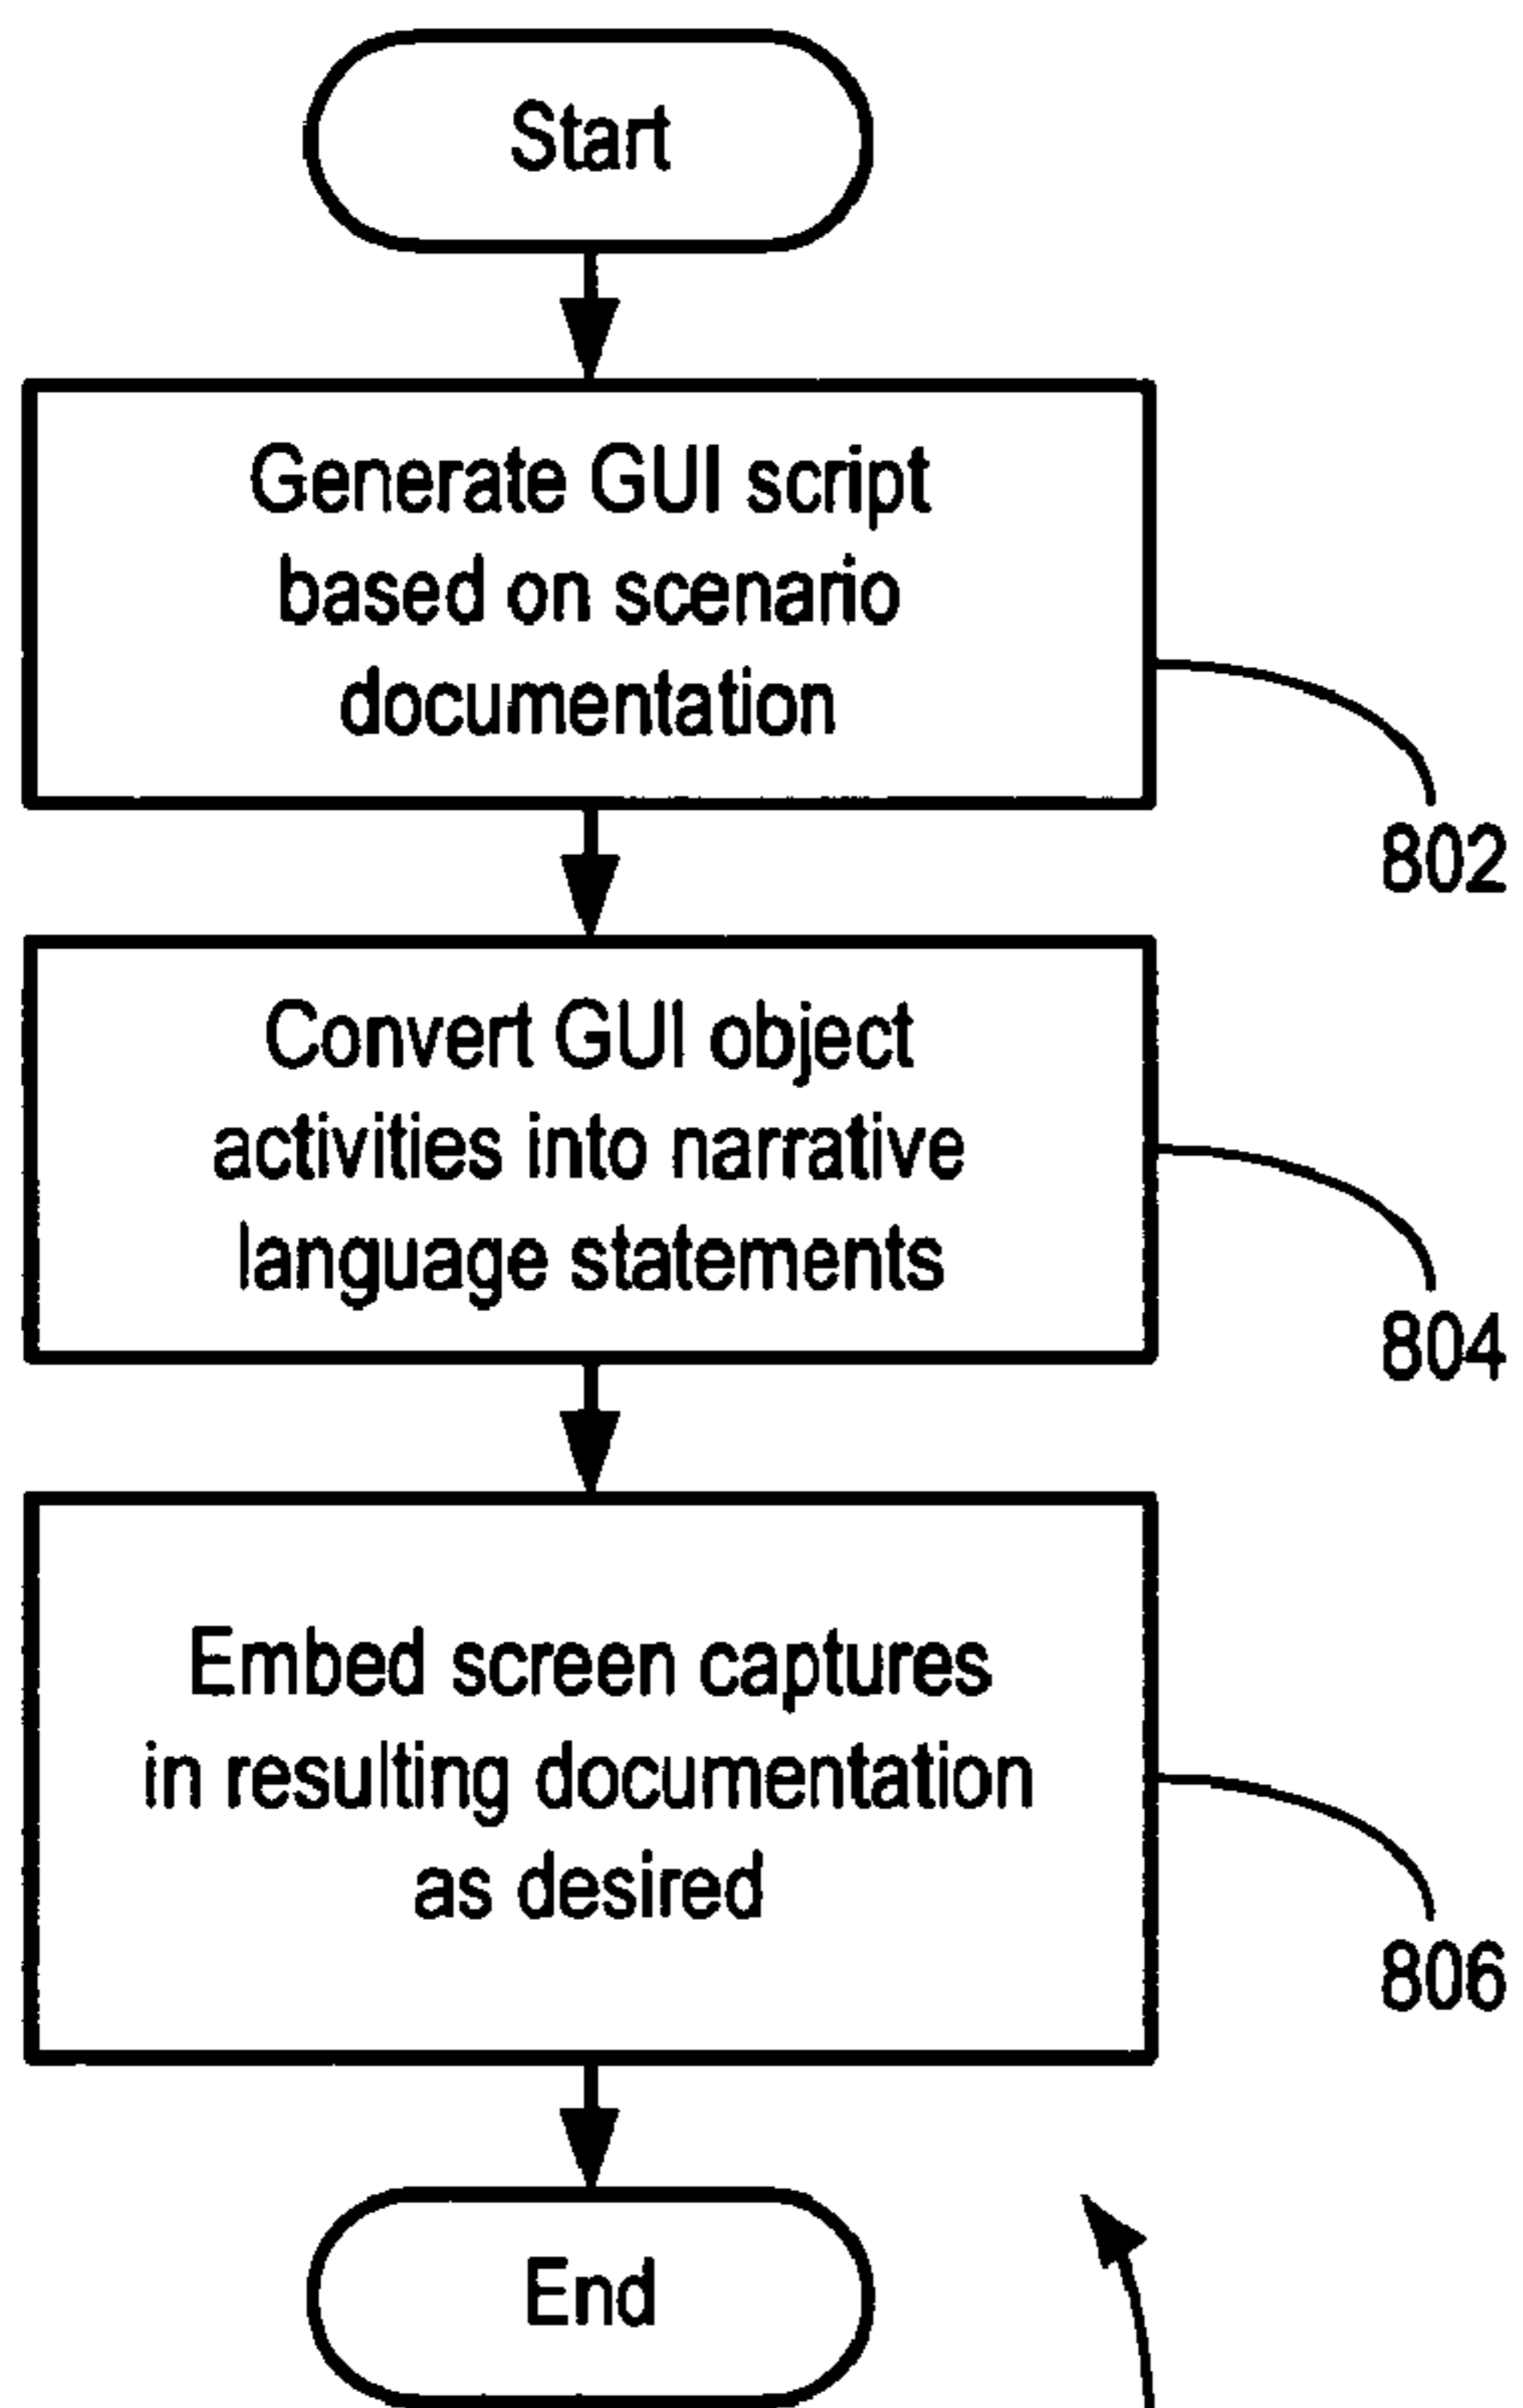 Start
Generate GUI script
based on scenario
documentation
802
Convert GUI object
activities into narrative
language statements
804
Embed screen captures
in resulting documentation
as desired
806
End